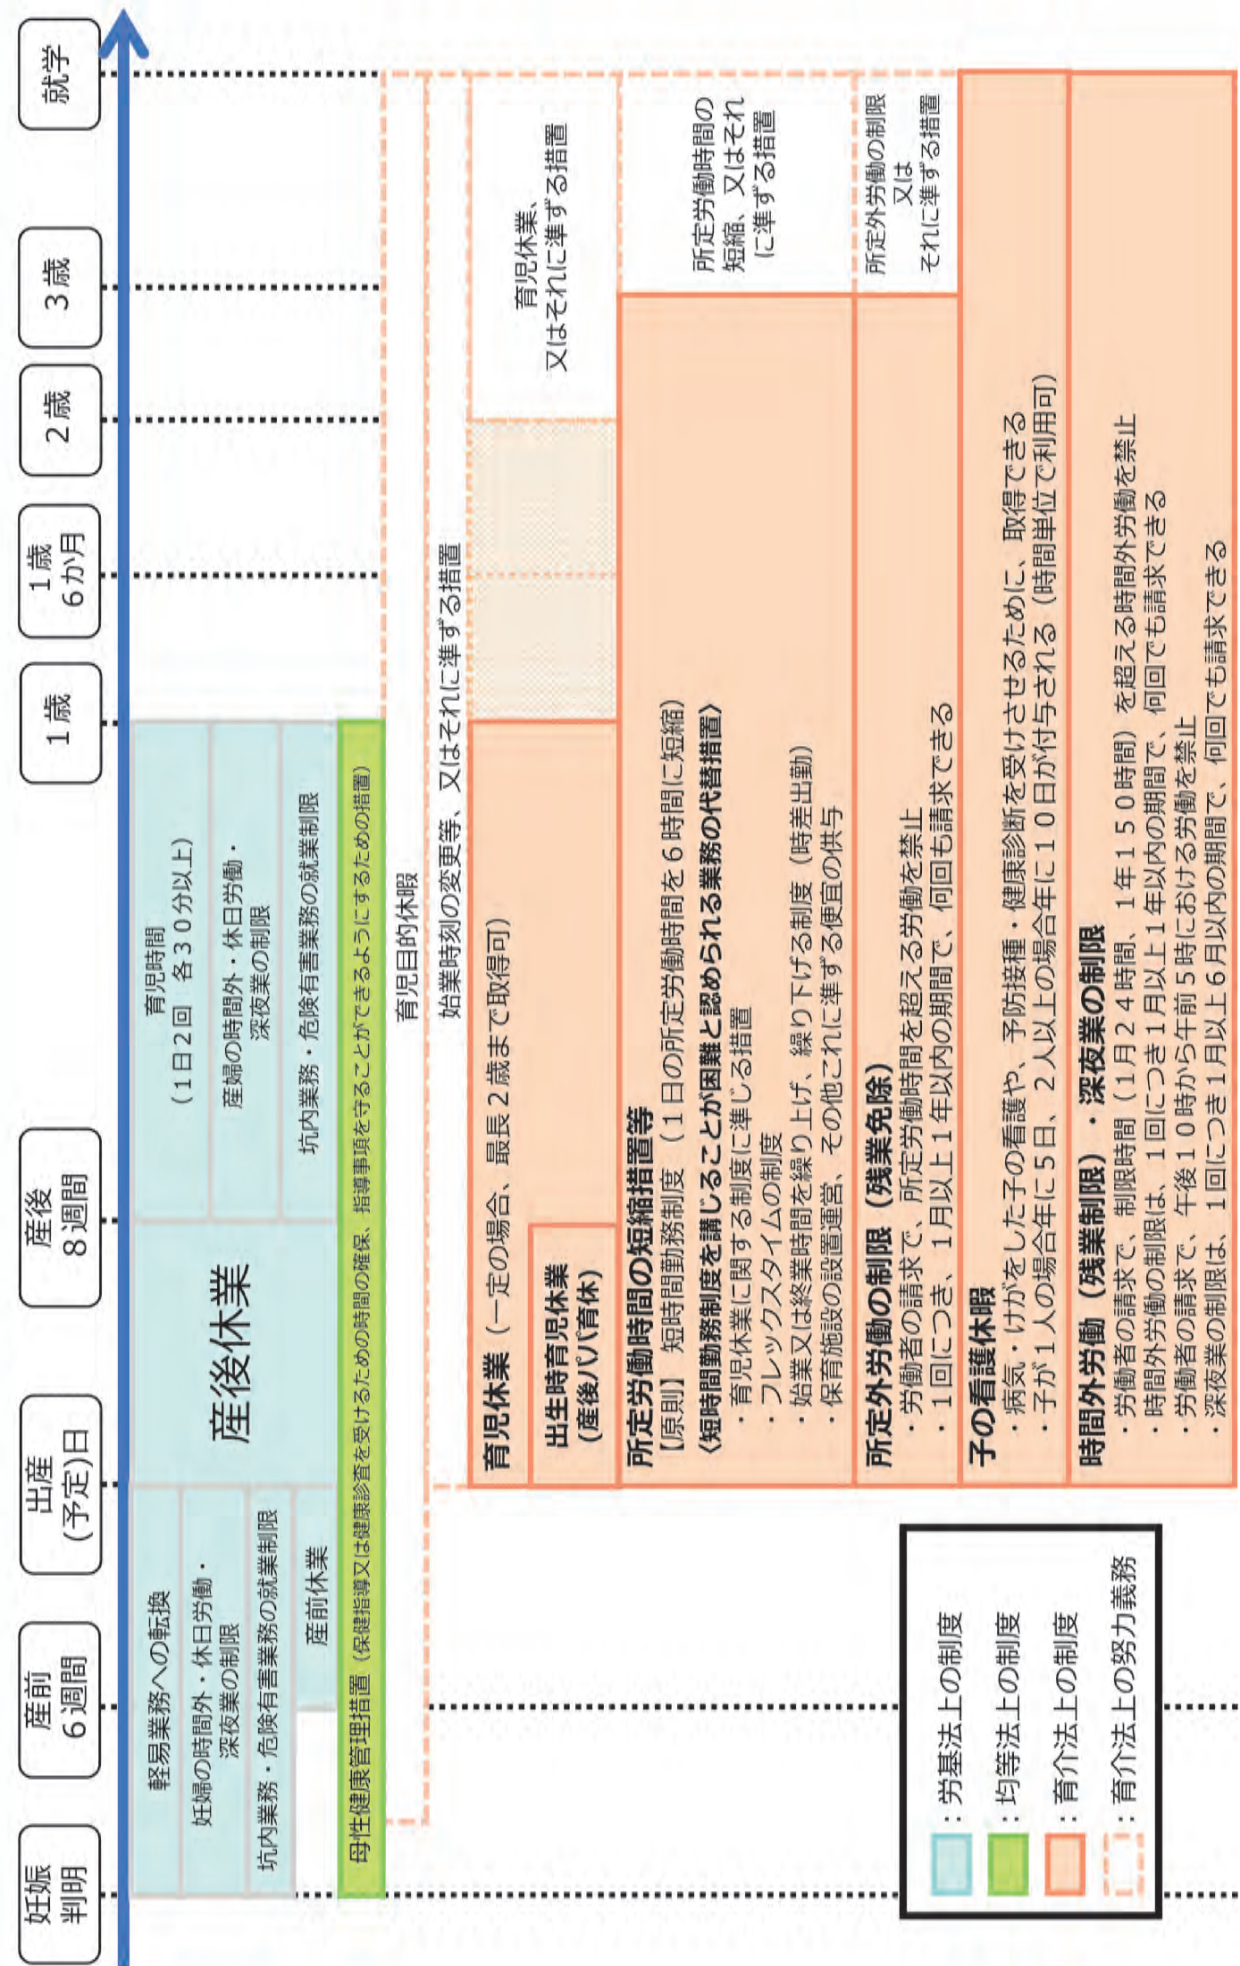 妊娠
判明
産前
６週間
出産
(予定)日
産後
８週間
１歳
１歳
６か月
２歳
３歳
就学
軽易業務への転換
妊婦の時間外・休日労働・
深夜業の制限
坑内業務・危険有害業務の就業制限
産前休業
産後休業
育児時間
(１日２回 各３０分以上)
産婦の時間外・休日労働・
深夜業の制限
坑内業務・危険有害業務の就業制限
母性健康管理措置（保健指導又は健康診査を受けるための時間の確保、指導事項を守ることができるようにするための措置）
育児目的休暇
始業時刻の変更等、又はそれに準ずる措置
育児休業（一定の場合、最長２歳まで取得可）
出生時育児休業
(産後パパ育休)
育児休業、
又はそれに準ずる措置
所定労働時間の短縮措置等
【原則】 短時間勤務制度（１日の所定労働時間を６時間に短縮）
〈短時間勤務制度を講じることが困難と認められる業務の代替措置〉
・育児休業に関する制度に準じる措置
・フレックスタイムの制度
・始業又は終業時間を繰り上げ、繰り下げる制度（時差出勤）
・保育施設の設置運営、その他これに準ずる便宜の供与
所定労働時間の
短縮、又はそれ
に準ずる措置
所定外労働の制限（残業免除）
・労働者の請求で、所定労働時間を超える労働を禁止
・１回につき、１月以上１年以内の期間で、何回も請求できる
所定外労働の制限
又は
それに準ずる措置
子の看護休暇
・病気・けがをした子の看護や、予防接種・健康診断を受けさせるために、取得できる
・子が１人の場合年に５日、２人以上の場合年に１０日が付与される（時間単位で利用可）
時間外労働（残業制限）・深夜業の制限
・労働者の請求で、制限時間（１月２４時間、１年１５０時間）を超える時間外労働を禁止
・時間外労働の制限は、１回につき１月以上１年以内の期間で、何回でも請求できる
・労働者の請求で、午後１０時から午前５時における労働を禁止
・深夜業の制限は、１回につき１月以上６月以内の期間で、何回でも請求できる
：労基法上の制度
：均等法上の制度
：育介法上の制度
：育介法上の努力義務